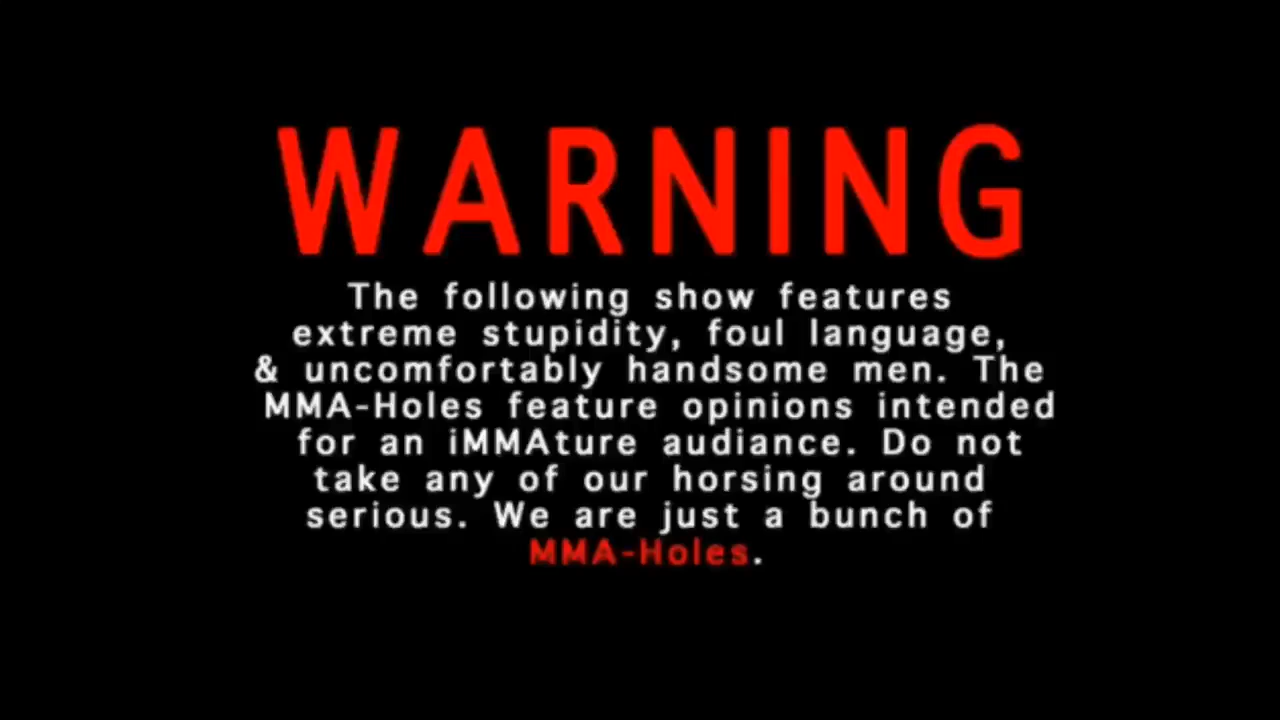 WARNING
The following show features
extreme stupidity, foul language,
& uncomfortably handsome men. The
MMA-Holes feature opinions intended
for an iMMAture audiance. Do not
take any of our horsing around
serious. We are just a bunch of
MMA-Holes.